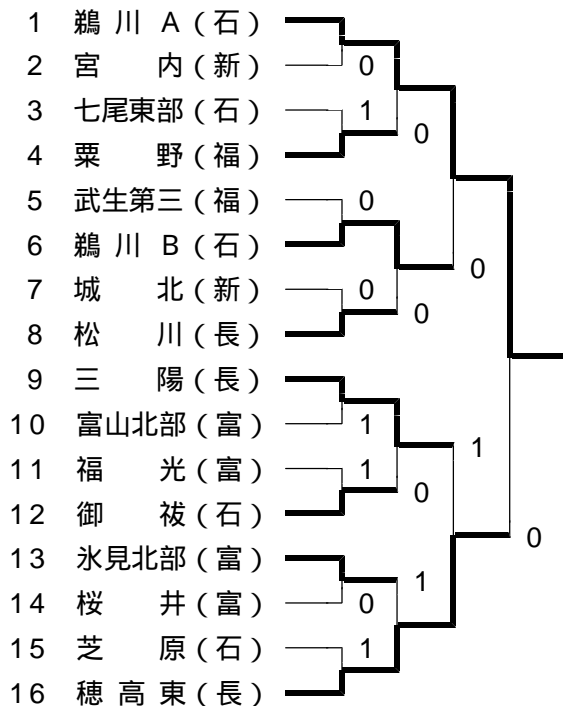 1 鵜川A(石)
2 宮内(新) 0
3 七尾東部(石) 1
0
4 粟野(福)
5 武生第三(福) 0
6 鵜川B(石)
0
7 城北(新) 0
0
8 松川(長)
9 三陽(長)
10 富山北部(富) 1
1
11 福光(富) 1
0
12 御祓(石)
0
13 氷見北部(富)
1
14 桜井(富) 0
15 芝原(石) 1
16 穂高東(長)